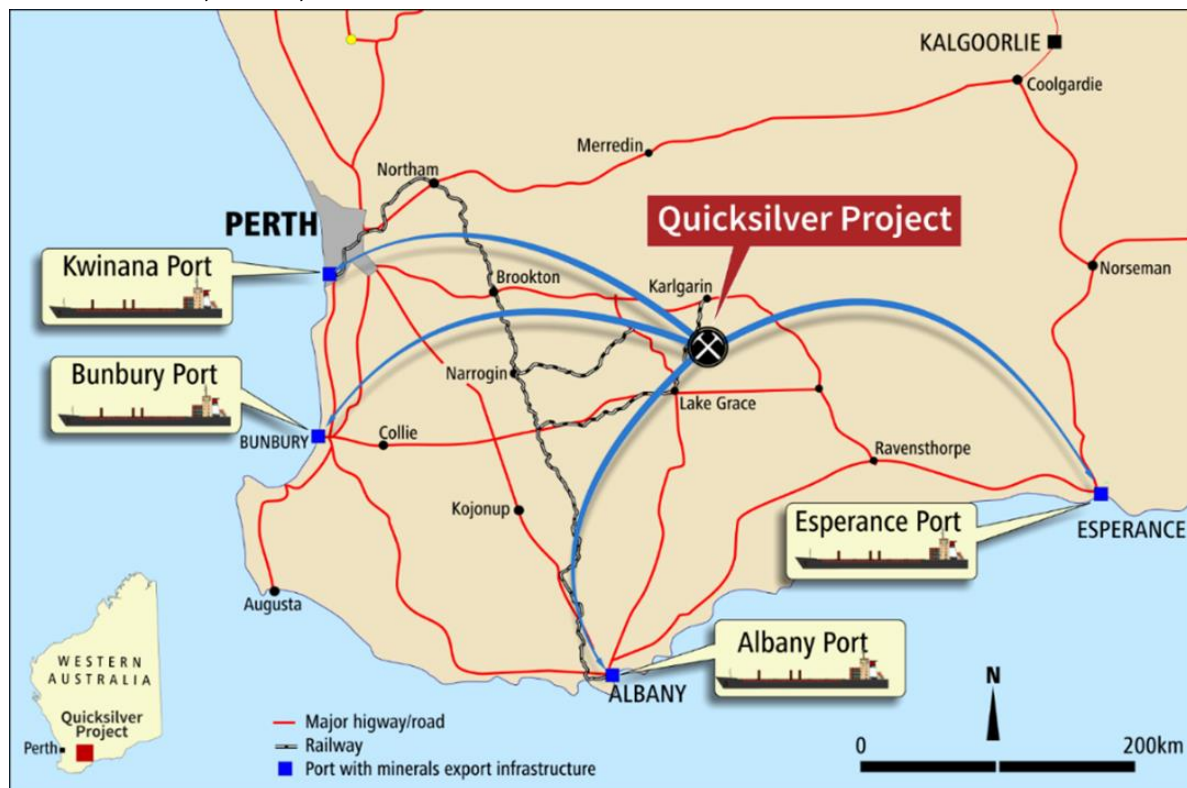 KALGOORLIE
Coolgardie
Merredin
Northam
Quicksilver Project
PERTH
Kwinana Port
Norseman
Karlgarin
Brookton
Bunbury Port
Narrogin
Lake Grace
BUNBURY
Collie
Ravensthorpe
Kojonup
Esperance Port
ESPERANCE
Augusta
Albany Port
ALBANY
WESTERN
AUSTRALIA
Quicksilver
Project
Perth
N
Major higway/road
Railway
Port with minerals export infrastructure
0
200km